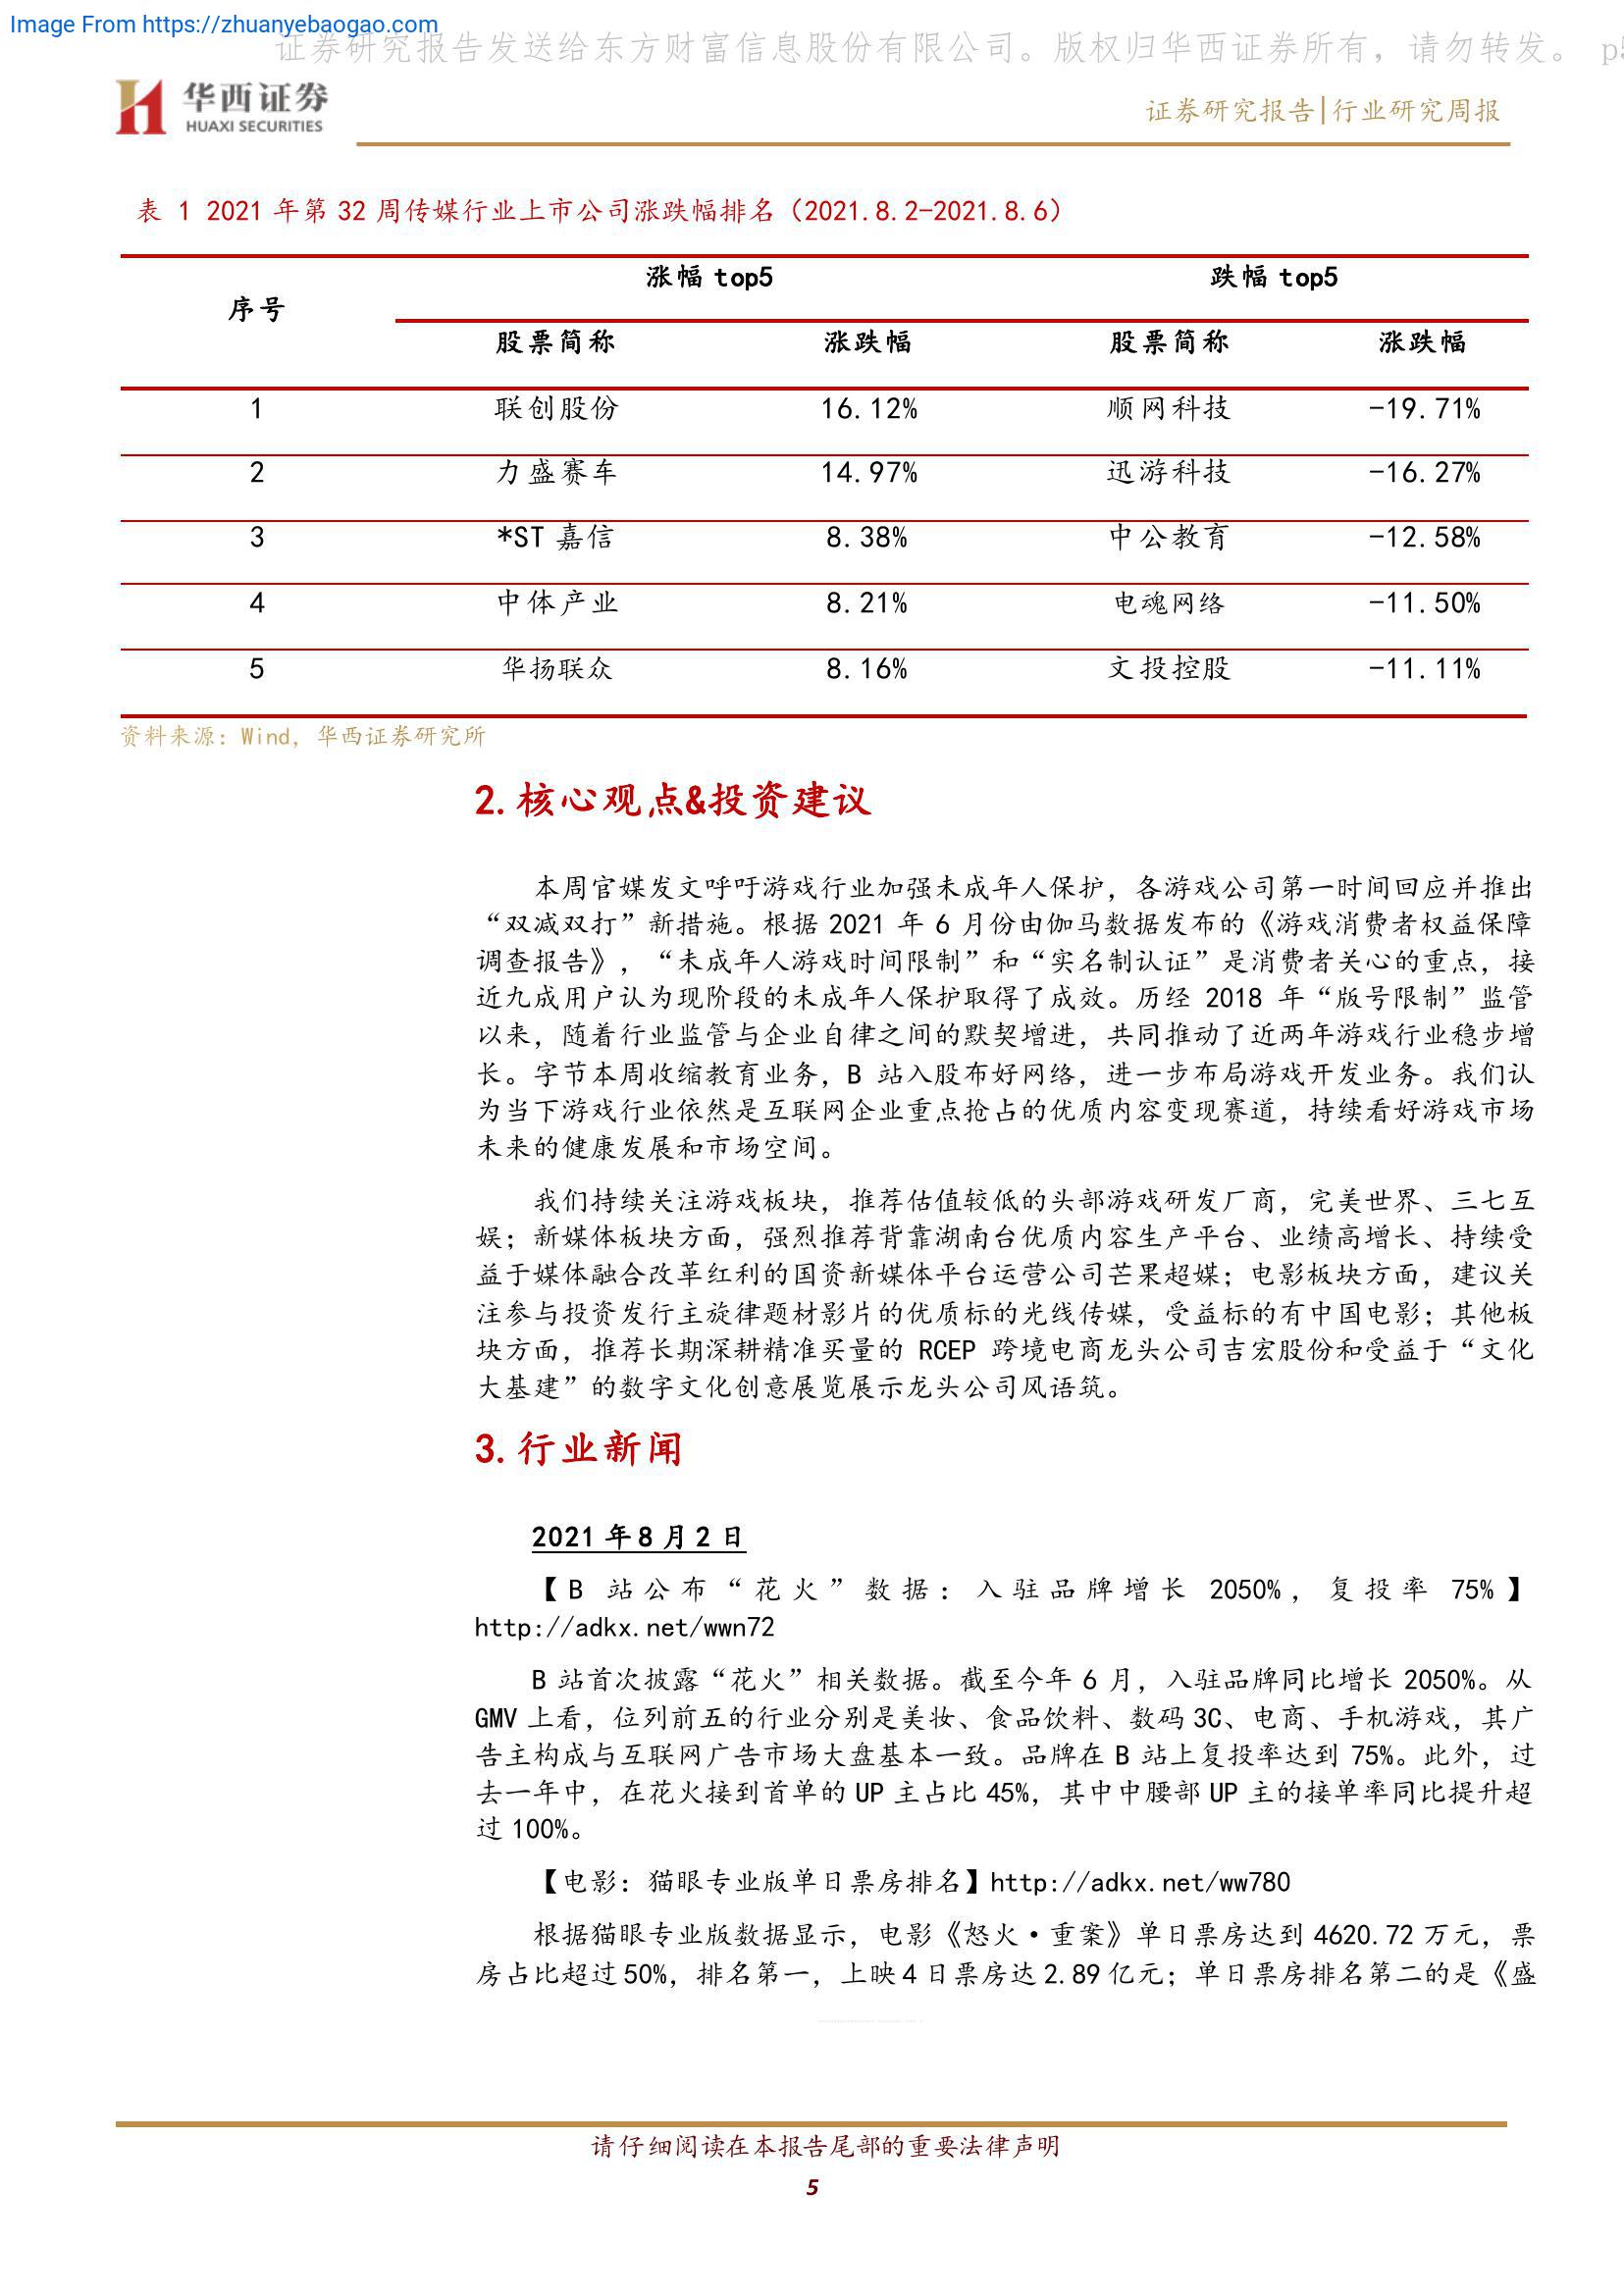 Image From https://zhuanyebaogao.com
证券研究报告发送给东方财富信息股份有限公司。版权归华西证券所有，请勿转发。 p5
华西证券
HUAXI SECURITIES
证券研究报告|行业研究周报
表 1 2021 年第 32 周传媒行业上市公司涨跌幅排名（2021.8.2-2021.8.6）
序号 涨幅 top5 跌幅 top5
股票简称 涨跌幅 股票简称 涨跌幅
1 联创股份 16.12% 顺网科技 -19.71%
2 力盛赛车 14.97% 迅游科技 -16.27%
3 *ST 嘉信 8.38% 中公教育 -12.58%
4 中体产业 8.21% 电魂网络 -11.50%
5 华扬联众 8.16% 文投控股 -11.11%
资料来源：Wind，华西证券研究所
2.核心观点&投资建议
本周官媒发文呼吁游戏行业加强未成年人保护，各游戏公司第一时间回应并推出
“双减双打”新措施。根据 2021 年 6 月份由伽马数据发布的《游戏消费者权益保障
调查报告》，“未成年人游戏时间限制”和“实名制认证”是消费者关心的重点，接
近九成用户认为现阶段的未成年人保护取得了成效。历经 2018 年“版号限制”监管
以来，随着行业监管与企业自律之间的默契增进，共同推动了近两年游戏行业稳步增
长。字节本周收缩教育业务，B 站入股布好网络，进一步布局游戏开发业务。我们认
为当下游戏行业依然是互联网企业重点抢占的优质内容变现赛道，持续看好游戏市场
未来的健康发展和市场空间。
我们持续关注游戏板块，推荐估值较低的头部游戏研发厂商，完美世界、三七互
娱；新媒体板块方面，强烈推荐背靠湖南台优质内容生产平台、业绩高增长、持续受
益于媒体融合改革红利的国资新媒体平台运营公司芒果超媒；电影板块方面，建议关
注参与投资发行主旋律题材影片的优质标的光线传媒，受益标的有中国电影；其他板
块方面，推荐长期深耕精准买量的 RCEP 跨境电商龙头公司吉宏股份和受益于“文化
大基建”的数字文化创意展览展示龙头公司风语筑。
3.行业新闻
2021 年 8 月 2 日
【B 站公布“花火”数据：入驻品牌增长 2050%，复投率 75%】
http://adkx.net/wwn72
B 站首次披露“花火”相关数据。截至今年 6 月，入驻品牌同比增长 2050%。从
GMV 上看，位列前五的行业分别是美妆、食品饮料、数码 3C、电商、手机游戏，其广
告主构成与互联网广告市场大盘基本一致。品牌在 B 站上复投率达到 75%。此外，过
去一年中，在花火接到首单的 UP 主占比 45%，其中中腰部 UP 主的接单率同比提升超
过 100%。
【电影：猫眼专业版单日票房排名】http://adkx.net/ww780
根据猫眼专业版数据显示，电影《怒火·重案》单日票房达到 4620.72 万元，票
房占比超过 50%，排名第一，上映 4 日票房达 2.89 亿元；单日票房排名第二的是《盛
请仔细阅读在本报告尾部的重要法律声明
5